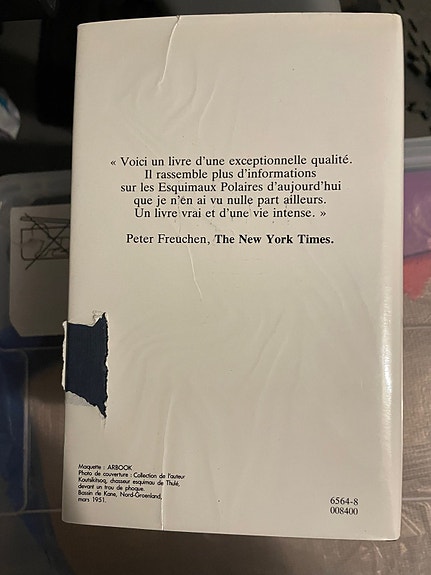 « Voici un livre d'une exceptionnelle qualité.
Il rassemble plus d'informations
sur les Esquimaux Polaires d'aujourd'hui
que je n'en ai vu nulle part ailleurs.
Un livre vrai et d'une vie intense. »
Peter Freuchen, The New York Times.
Maquette : ARBOOK
Photo de couverture : Collection de l'auteur
Koutsikitsoq, chasseur esquimau de Thulé,
devant un trou de phoque.
Bassin de Kane, Nord-Groenland,
mars 1951.
6564-8
008400